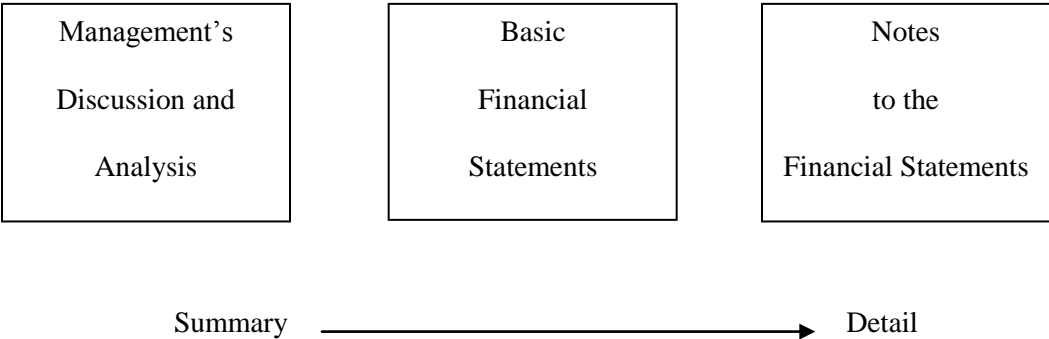 Management’s
Discussion and
Analysis
Basic
Financial
Statements
Notes
to the
Financial Statements
Summary
Detail